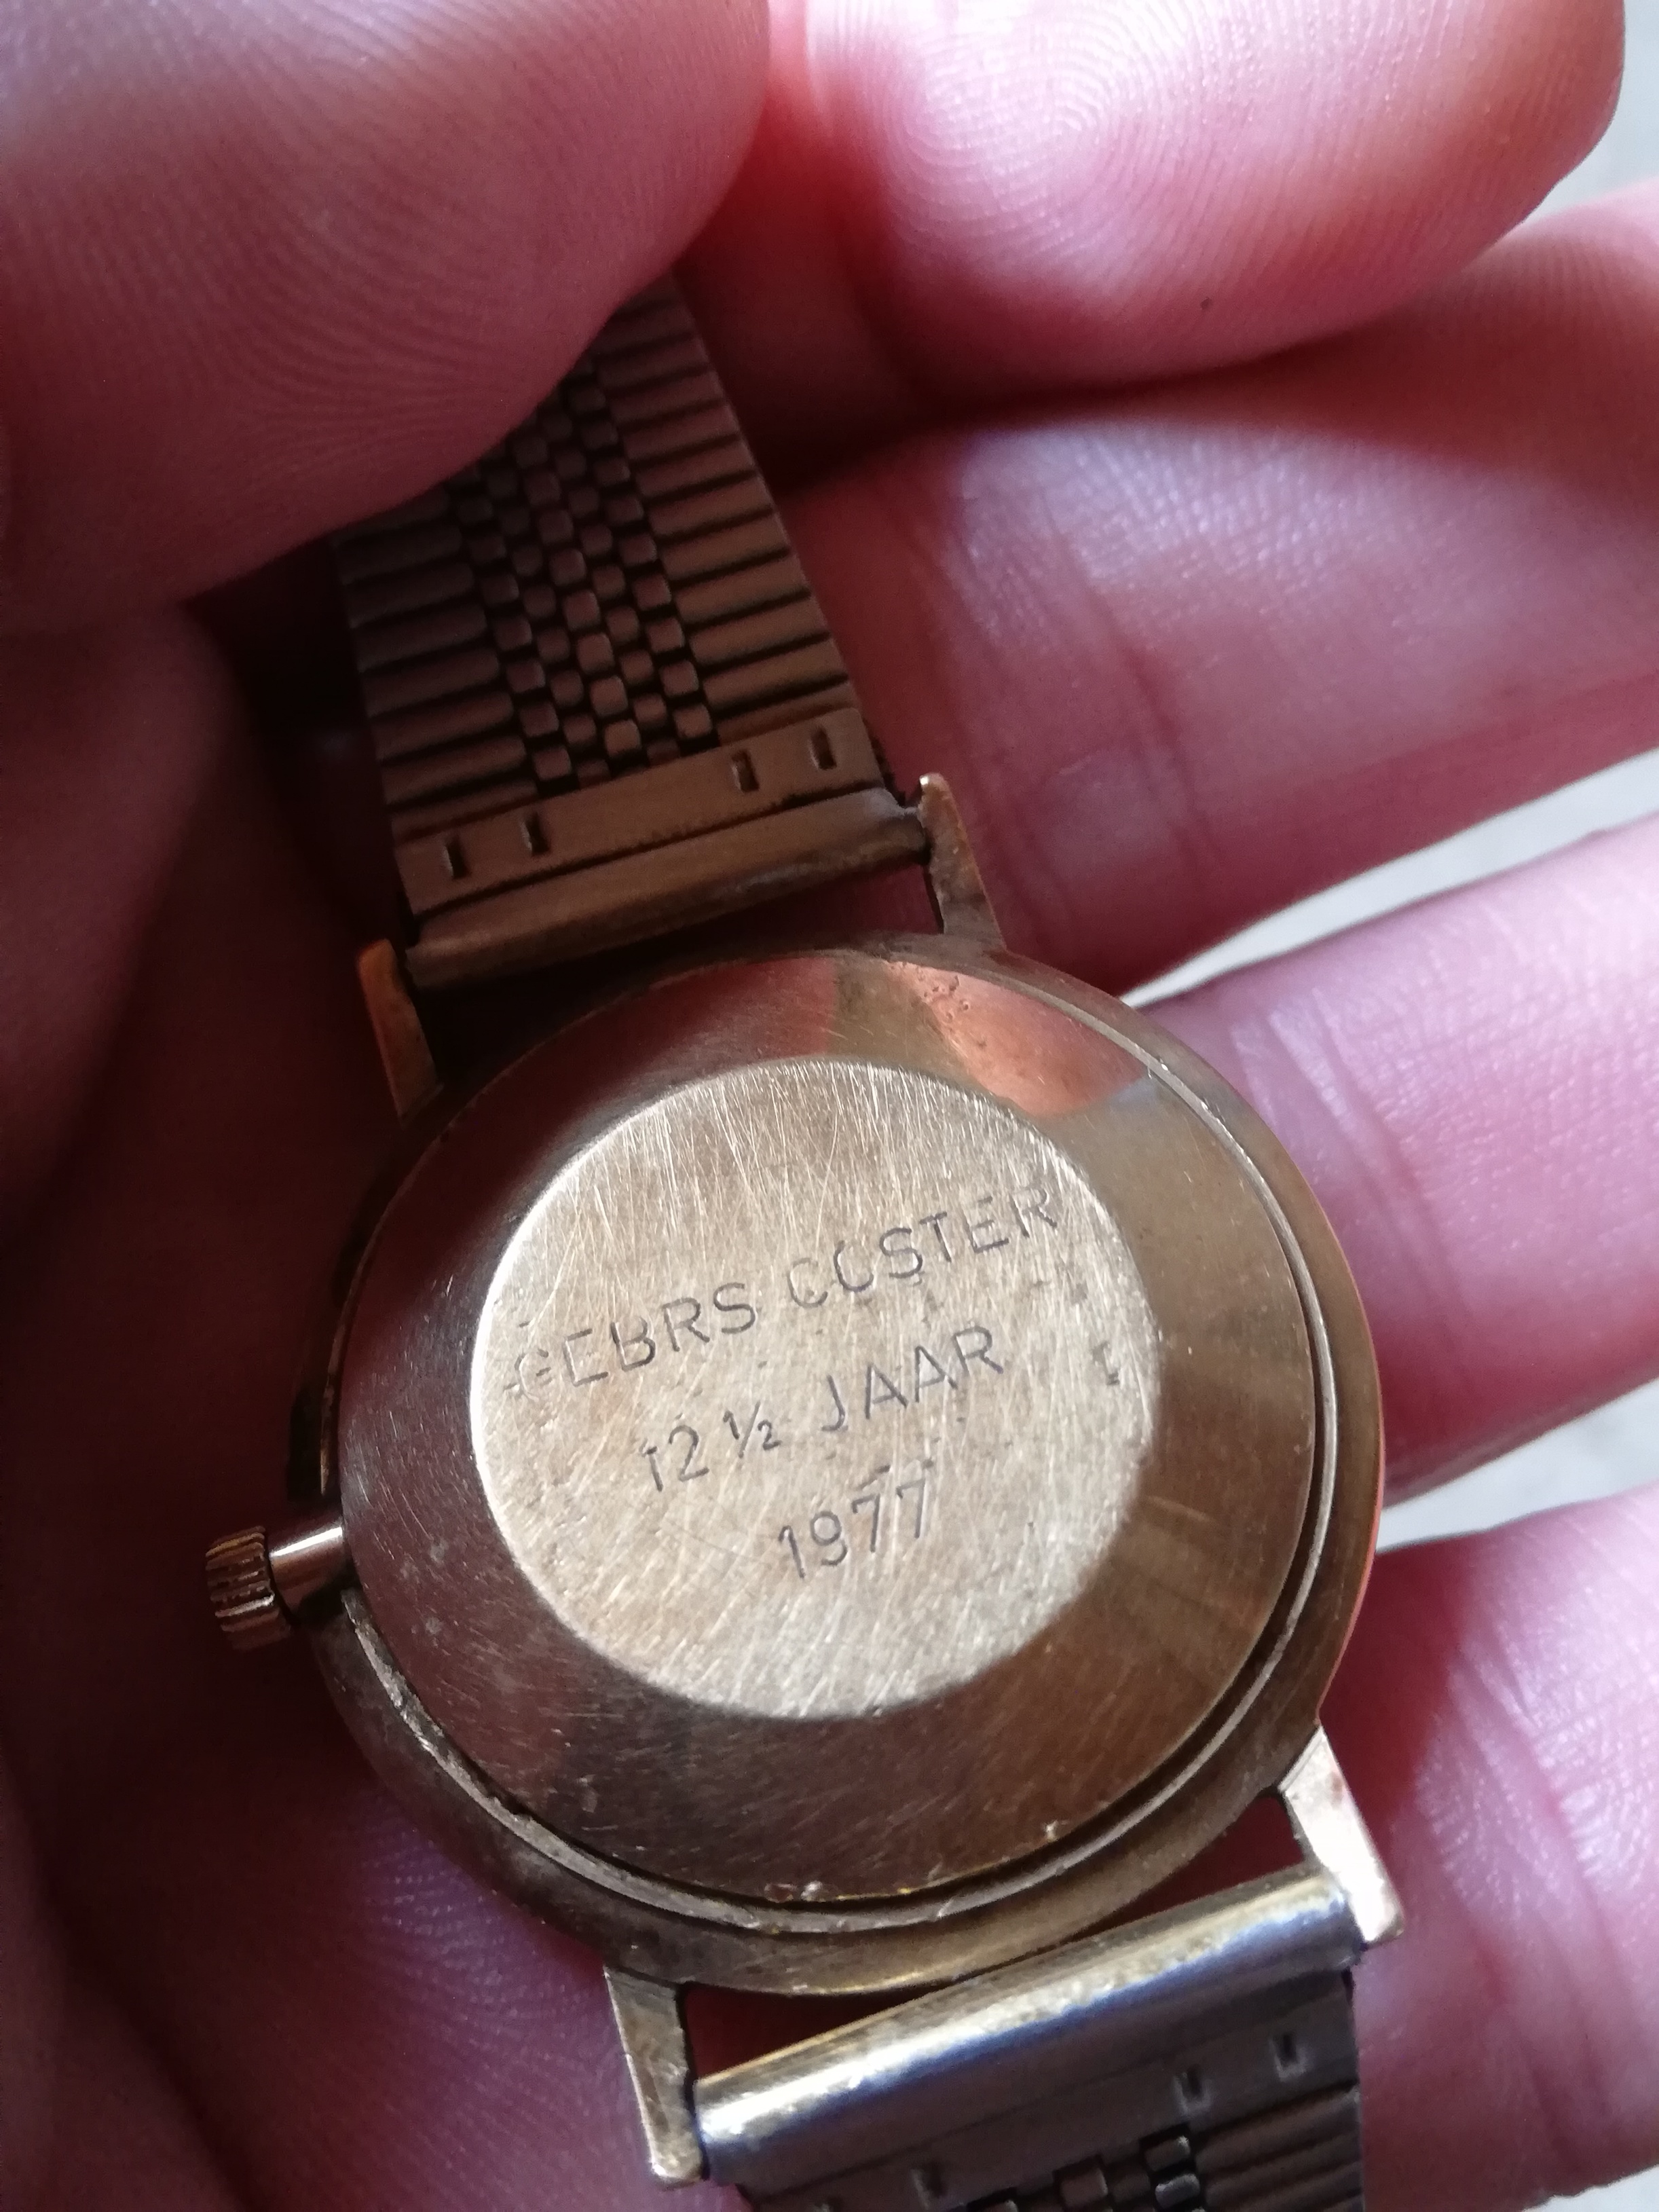 GEBRS COSTER
12 ½ JAAR
1977